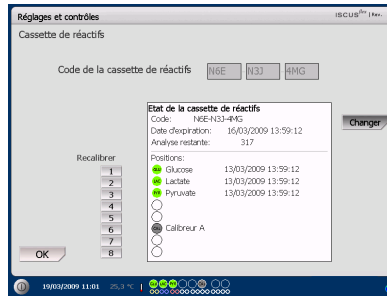 Réglages et contrôles
ISCUSflex | Rev.
Cassette de réactifs
Code de la cassette de réactifs N6E N3J 4MG
Etat de la cassette de réactifs
Code: N6E-N3J-4MG
Date d'expiration: 16/03/2009 13:59:12
Analyse restante: 317
Changer
Recalibrer
Positions:
1 Glucose 13/03/2009 13:59:12
2 Lactate 13/03/2009 13:59:12
3 Pyruvate 13/03/2009 13:59:12
4
5
6 Calibreur A
7
8
OK
19/03/2009 11:01 25,3 °C